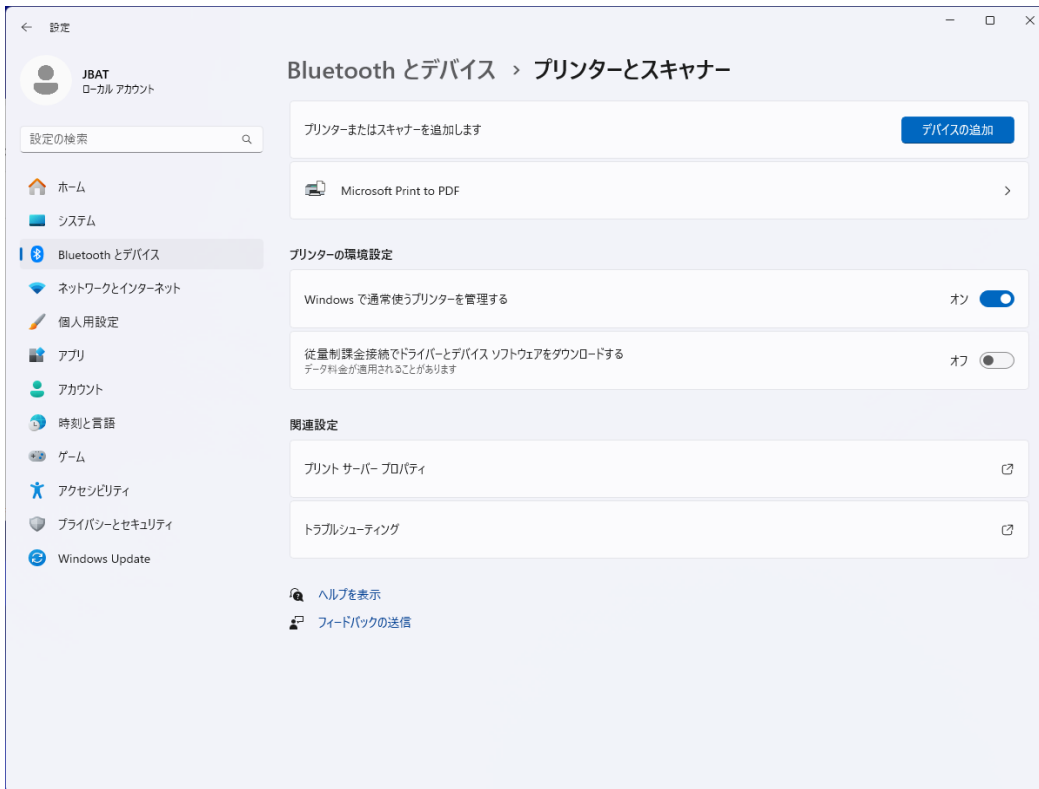 設定
JBAT
ローカル アカウント
設定の検索
ホーム
システム
Bluetooth とデバイス
ネットワークとインターネット
個人用設定
アプリ
アカウント
時刻と言語
ゲーム
アクセシビリティ
プライバシーとセキュリティ
Windows Update
Bluetooth とデバイス › プリンターとスキャナー
プリンターまたはスキャナーを追加します
デバイスの追加
Microsoft Print to PDF
プリンターの環境設定
Windows で通常使うプリンターを管理する
オン
従量制課金接続でドライバーとデバイス ソフトウェアをダウンロードする
データ料金が適用されることがあります
オフ
関連設定
プリント サーバー プロパティ
トラブルシューティング
ヘルプを表示
フィードバックの送信